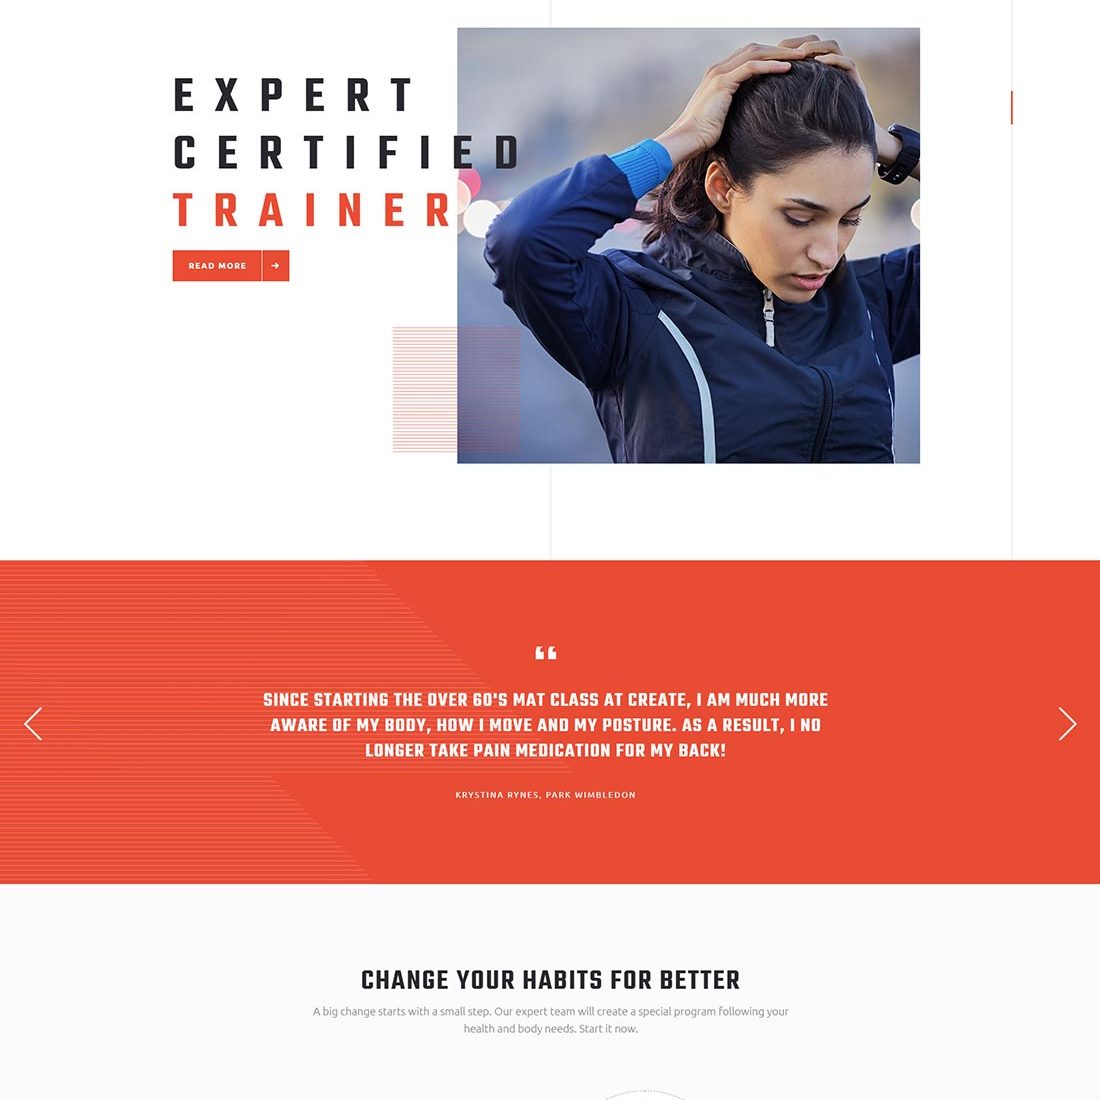 EXPERT
CERTIFIED
TRAINER
READ MORE
“
SINCE STARTING THE OVER 60'S MAT CLASS AT CREATE, I AM MUCH MORE
AWARE OF MY BODY, HOW I MOVE AND MY POSTURE. AS A RESULT, I NO
LONGER TAKE PAIN MEDICATION FOR MY BACK!
KRYSTINA RYNES, PARK WIMBLEDON
CHANGE YOUR HABITS FOR BETTER
A big change starts with a small step. Our expert team will create a special program following your
health and body needs. Start it now.